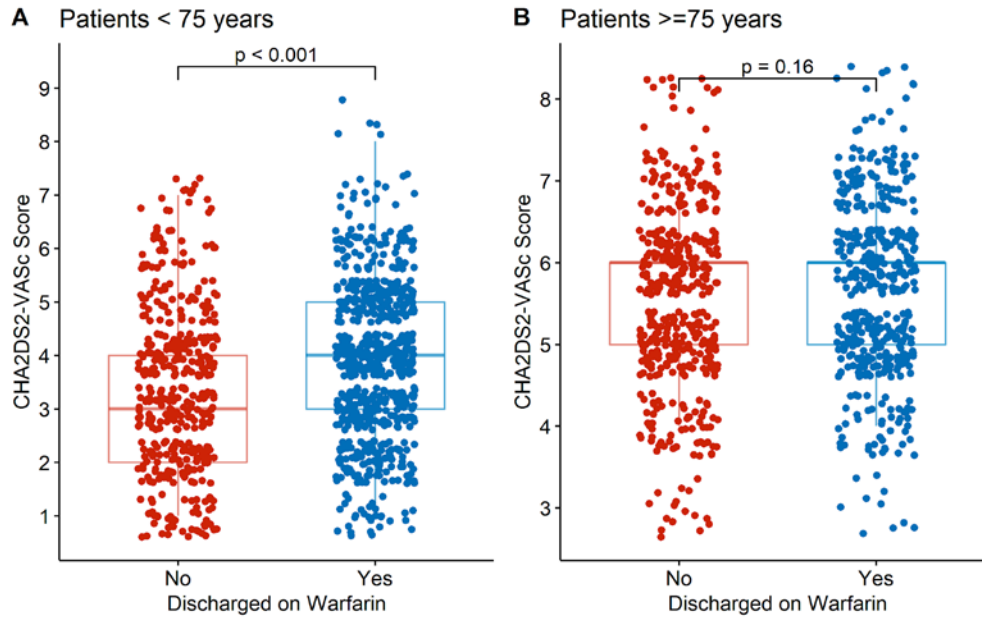 A Patients < 75 years
p < 0.001
CHA2DS2-VASc Score
9
8
7
6
5
4
3
2
1
No Yes
Discharged on Warfarin
B Patients >=75 years
p = 0.16
CHA2DS2-VASc Score
8
7
6
5
4
3
No Yes
Discharged on Warfarin